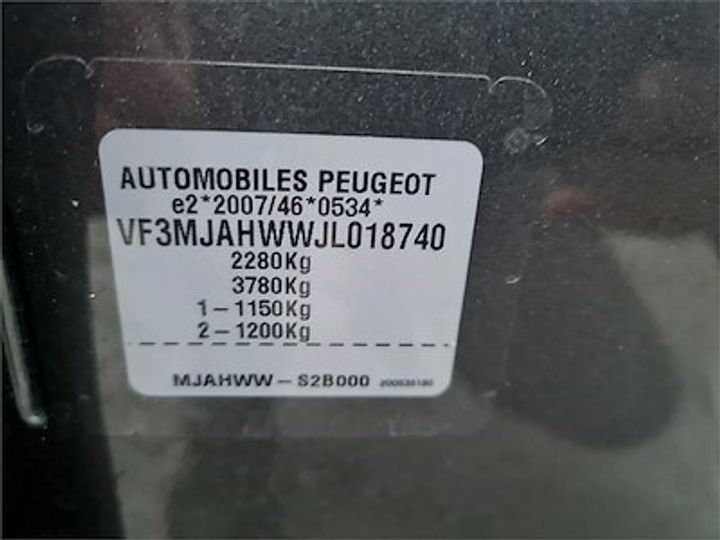 AUTOMOBILES PEUGEOT
e2*2007/46*0534*
VF3MJAHWWJL018740
2280Kg
3780Kg
1-1150Kg
2-1200Kg
MJAHWW-S2B000